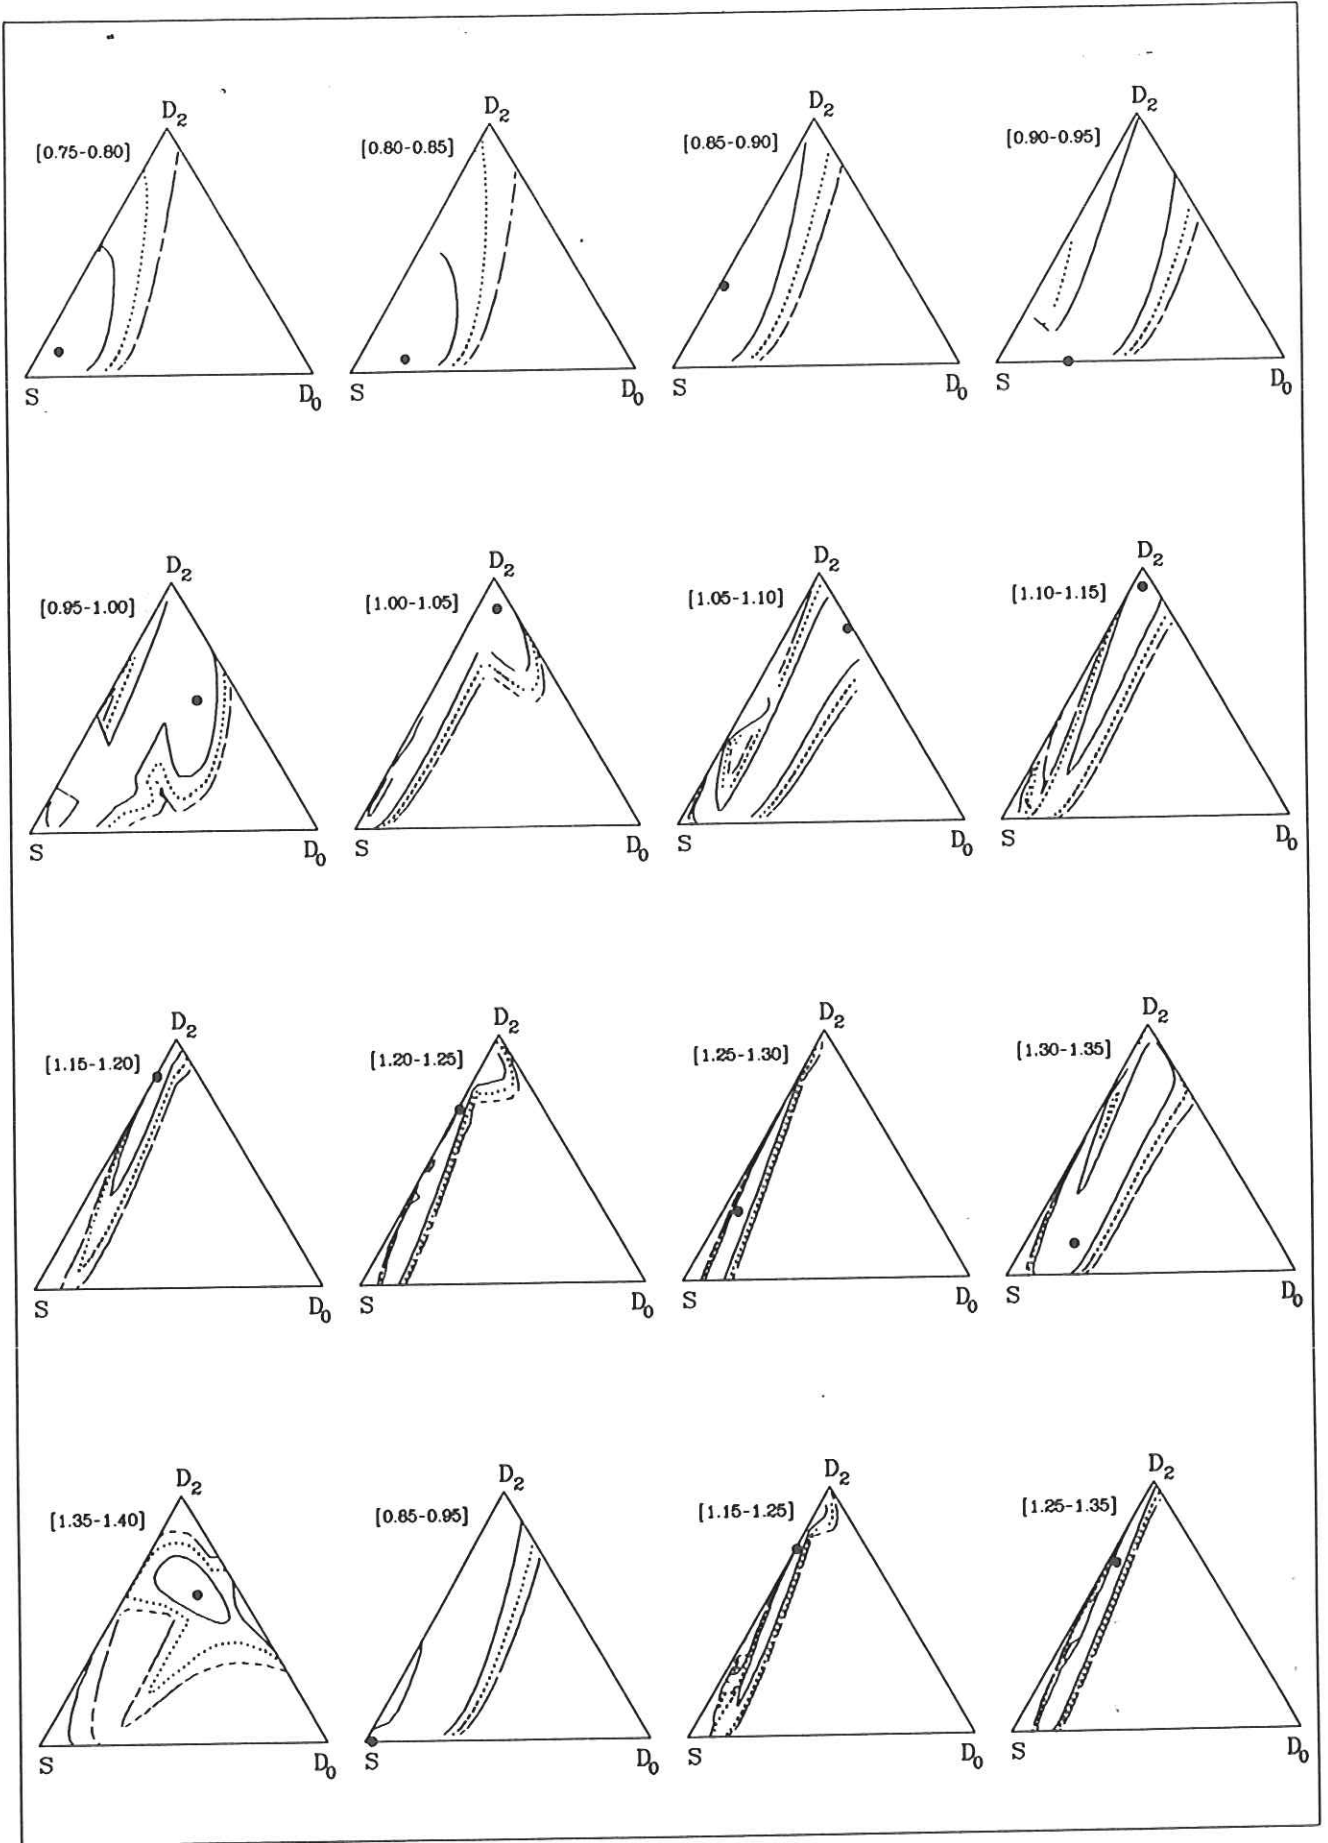 D₂ D₂ D₂ D₂
[0.75-0.80] [0.80-0.85] [0.85-0.90] [0.90-0.95]
S D₀ S D₀ S D₀ S D₀
D₂ D₂ D₂ D₂
[0.95-1.00] [1.00-1.05] [1.05-1.10] [1.10-1.15]
S D₀ S D₀ S D₀ S D₀
D₂ D₂ D₂ D₂
[1.15-1.20] [1.20-1.25] [1.25-1.30] [1.30-1.35]
S D₀ S D₀ S D₀ S D₀
D₂ D₂ D₂ D₂
[1.35-1.40] [0.85-0.95] [1.15-1.25] [1.25-1.35]
S D₀ S D₀ S D₀ S D₀